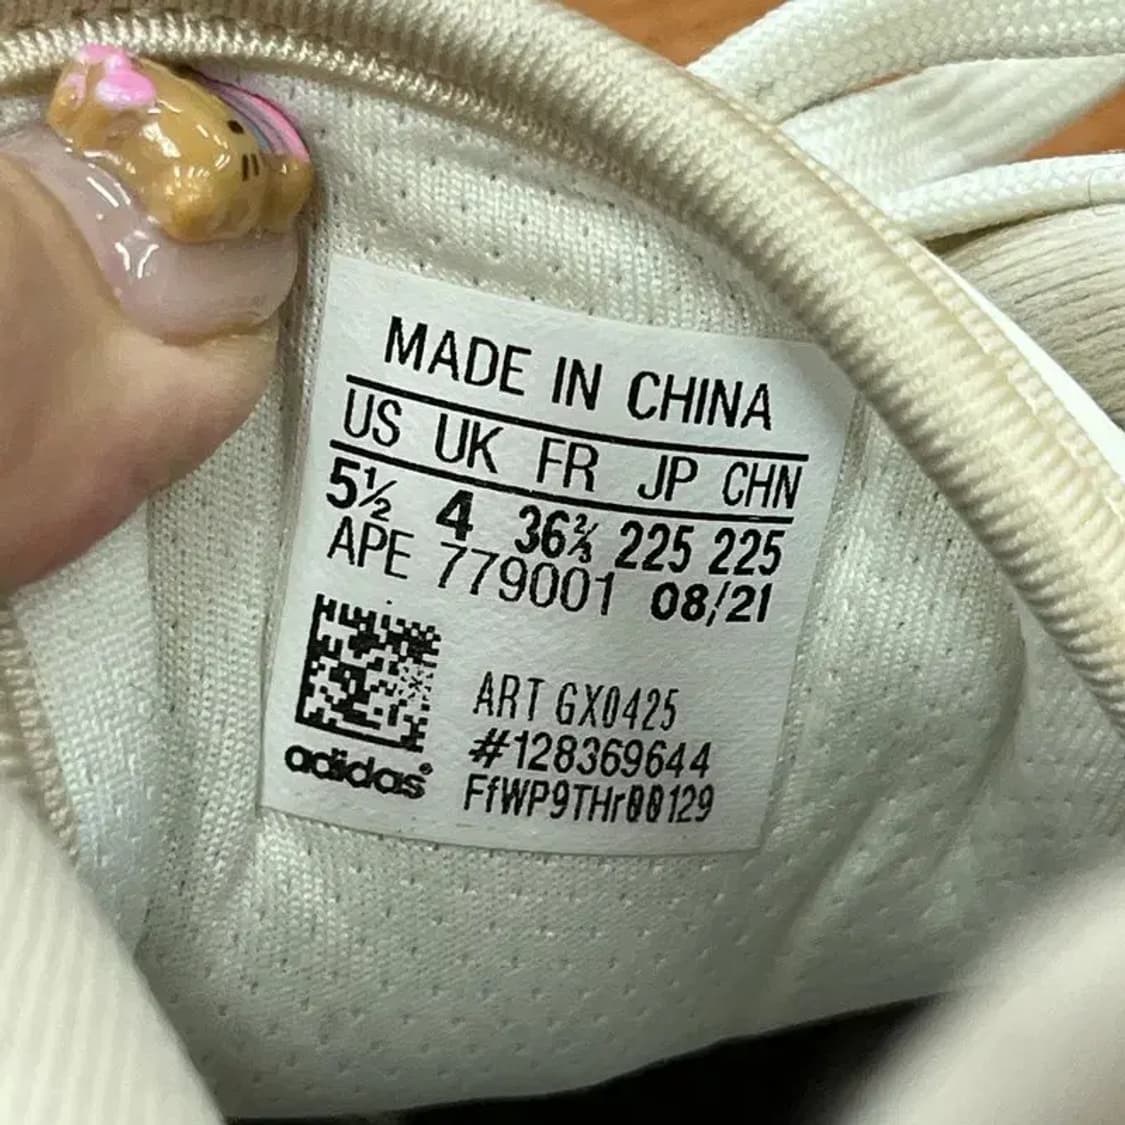 MADE IN CHINA
US UK FR JP CHN
5½ 4 36⅔ 225 225
APE 779001 08/21
ART GX0425
#128369644
adidas®
FfWP9THr00129